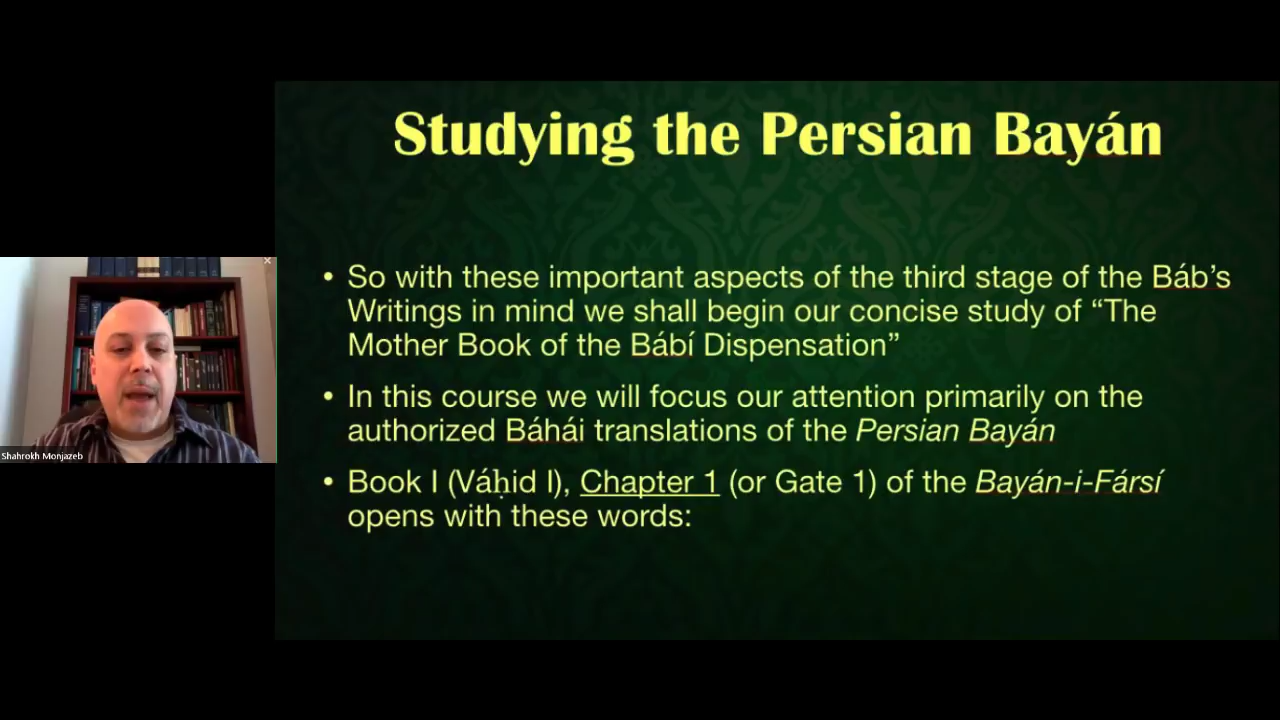 Studying the Persian Bayán
• So with these important aspects of the third stage of the Báb’s
Writings in mind we shall begin our concise study of “The
Mother Book of the Bábí Dispensation”
• In this course we will focus our attention primarily on the
authorized Báhái translations of the Persian Bayán
• Book I (Váḥid I), Chapter 1 (or Gate 1) of the Bayán-i-Fársí
opens with these words:
Shahrokh Monjazeb